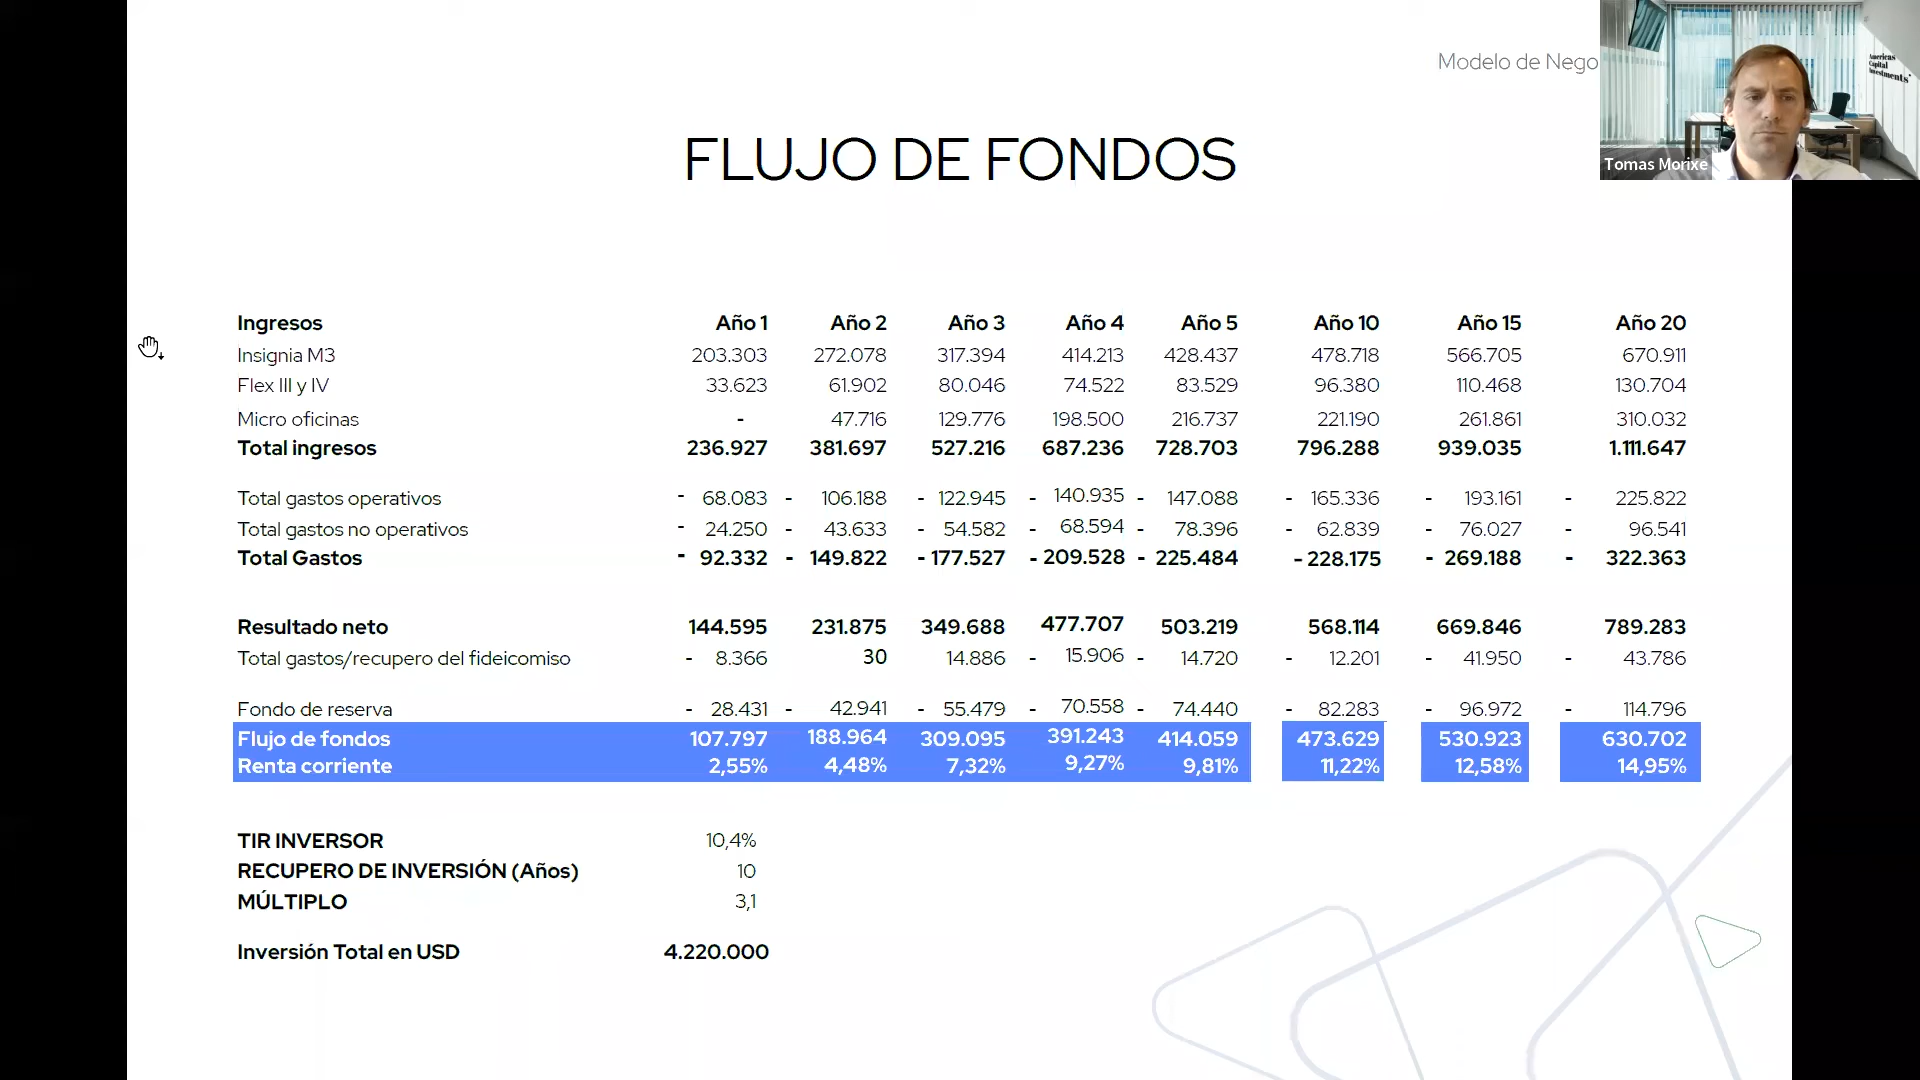 Modelo de Nego
Americas
Capital
Investments
Tomas Morixe
FLUJO DE FONDOS
Ingresos Año 1 Año 2 Año 3 Año 4 Año 5 Año 10 Año 15 Año 20
Insignia M3 203.303 272.078 317.394 414.213 428.437 478.718 566.705 670.911
Flex III y IV 33.623 61.902 80.046 74.522 83.529 96.380 110.468 130.704
Micro oficinas - 47.716 129.776 198.500 216.737 221.190 261.861 310.032
Total ingresos 236.927 381.697 527.216 687.236 728.703 796.288 939.035 1.111.647
Total gastos operativos - 68.083 - 106.188 - 122.945 - 140.935 - 147.088 - 165.336 - 193.161 - 225.822
Total gastos no operativos - 24.250 - 43.633 - 54.582 - 68.594 - 78.396 - 62.839 - 76.027 - 96.541
Total Gastos - 92.332 - 149.822 - 177.527 - 209.528 - 225.484 - 228.175 - 269.188 - 322.363
Resultado neto 144.595 231.875 349.688 477.707 503.219 568.114 669.846 789.283
Total gastos/recupero del fideicomiso - 8.366 30 14.886 - 15.906 - 14.720 - 12.201 - 41.950 - 43.786
Fondo de reserva - 28.431 - 42.941 - 55.479 - 70.558 - 74.440 - 82.283 - 96.972 - 114.796
Flujo de fondos 107.797 188.964 309.095 391.243 414.059 473.629 530.923 630.702
Renta corriente 2,55% 4,48% 7,32% 9,27% 9,81% 11,22% 12,58% 14,95%
TIR INVERSOR 10,4%
RECUPERO DE INVERSIÓN (Años) 10
MÚLTIPLO 3,1
Inversión Total en USD 4.220.000